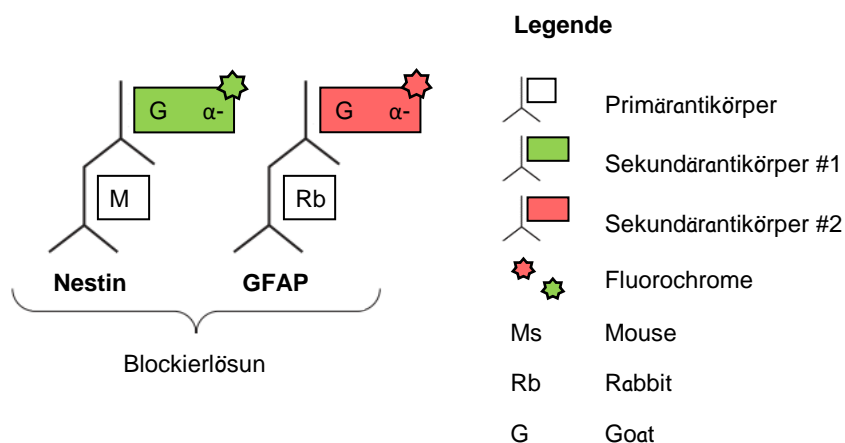 G α-
G α-
M
Rb
Nestin GFAP
Blockierlösun
Legende
Primärantikörper
Sekundärantikörper #1
Sekundärantikörper #2
Fluorochrome
Ms Mouse
Rb Rabbit
G Goat